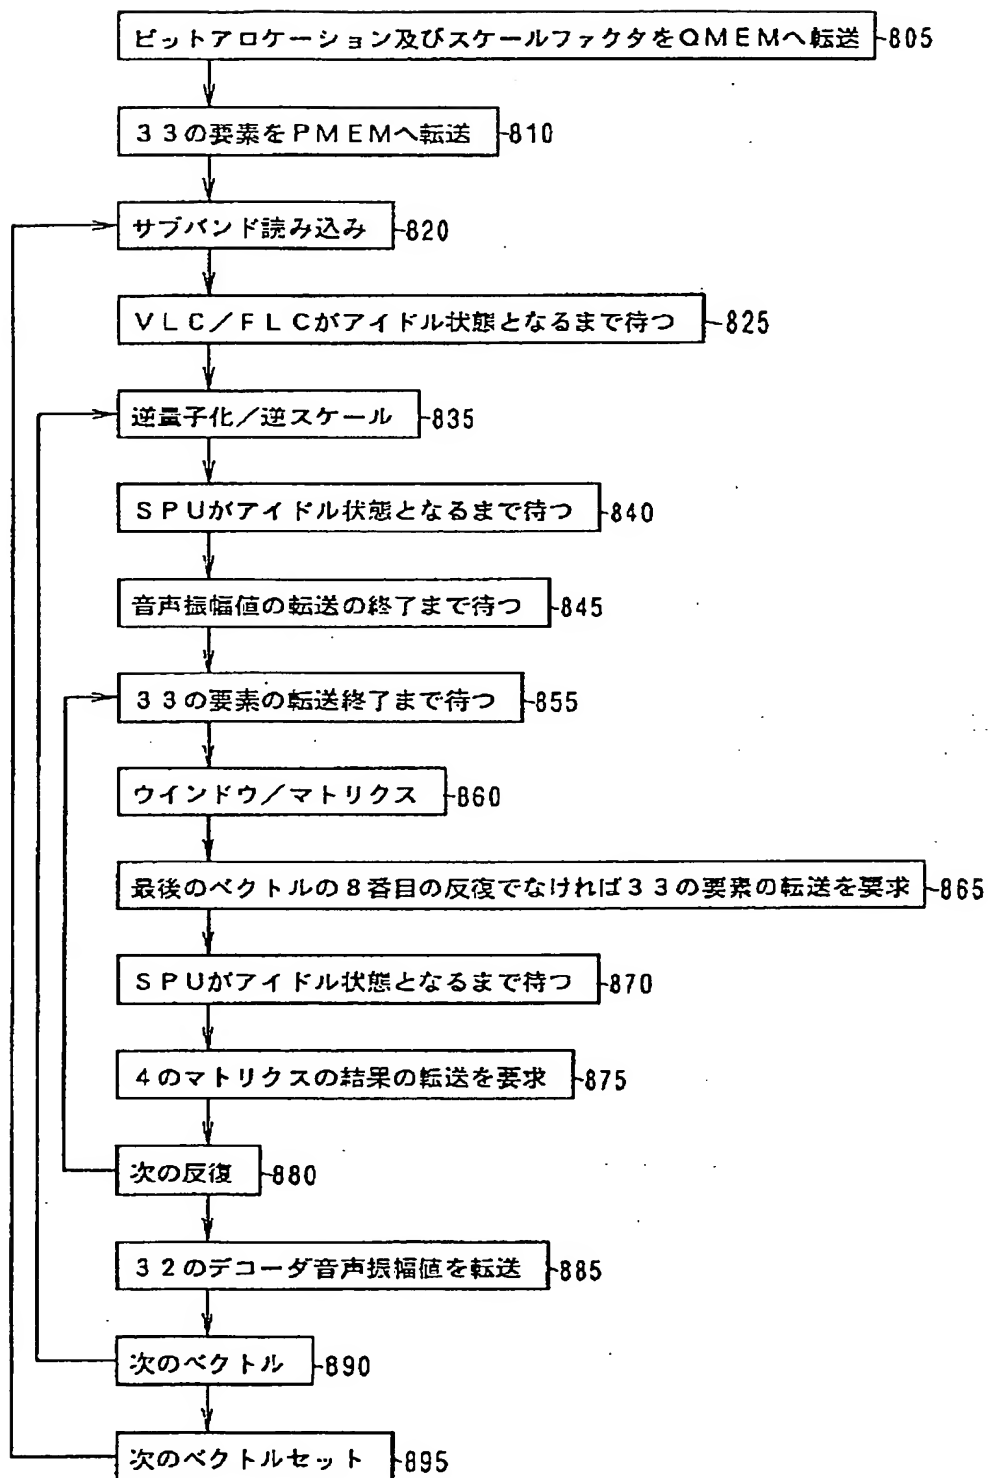 ビットアロケーション及びスケールファクタをQMEMへ転送 805
33の要素をPMEMへ転送 810
サブバンド読み込み 820
VLC/FLCがアイドル状態となるまで待つ 825
逆量子化/逆スケール 835
SPUがアイドル状態となるまで待つ 840
音声振幅値の転送の終了まで待つ 845
33の要素の転送終了まで待つ 855
ウインドウ/マトリクス 860
最後のベクトルの8番目の反復でなければ33の要素の転送を要求 865
SPUがアイドル状態となるまで待つ 870
4のマトリクスの結果の転送を要求 875
次の反復 880
32のデコーダ音声振幅値を転送 885
次のベクトル 890
次のベクトルセット 895